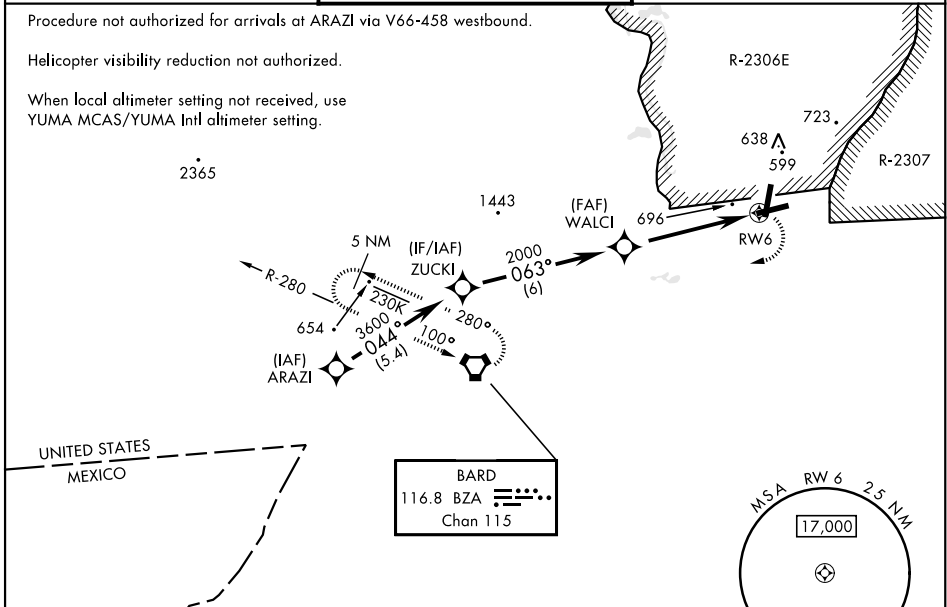 Procedure not authorized for arrivals at ARAZI via V66-458 westbound.
Helicopter visibility reduction not authorized.
When local altimeter setting not received, use
YUMA MCAS/YUMA Intl altimeter setting.
R-2306E
723
638
599
R-2307
2365
1443
(FAF)
WALCI
696
RW6
5 NM
(IF/IAF)
ZUCKI
2000
063°
(6)
R-280
230K
280°
654
3600
044°
(5.4)
100°
(IAF)
ARAZI
UNITED STATES
MEXICO
BARD
116.8 BZA
Chan 115
MSA RW 6 25 NM
17,000